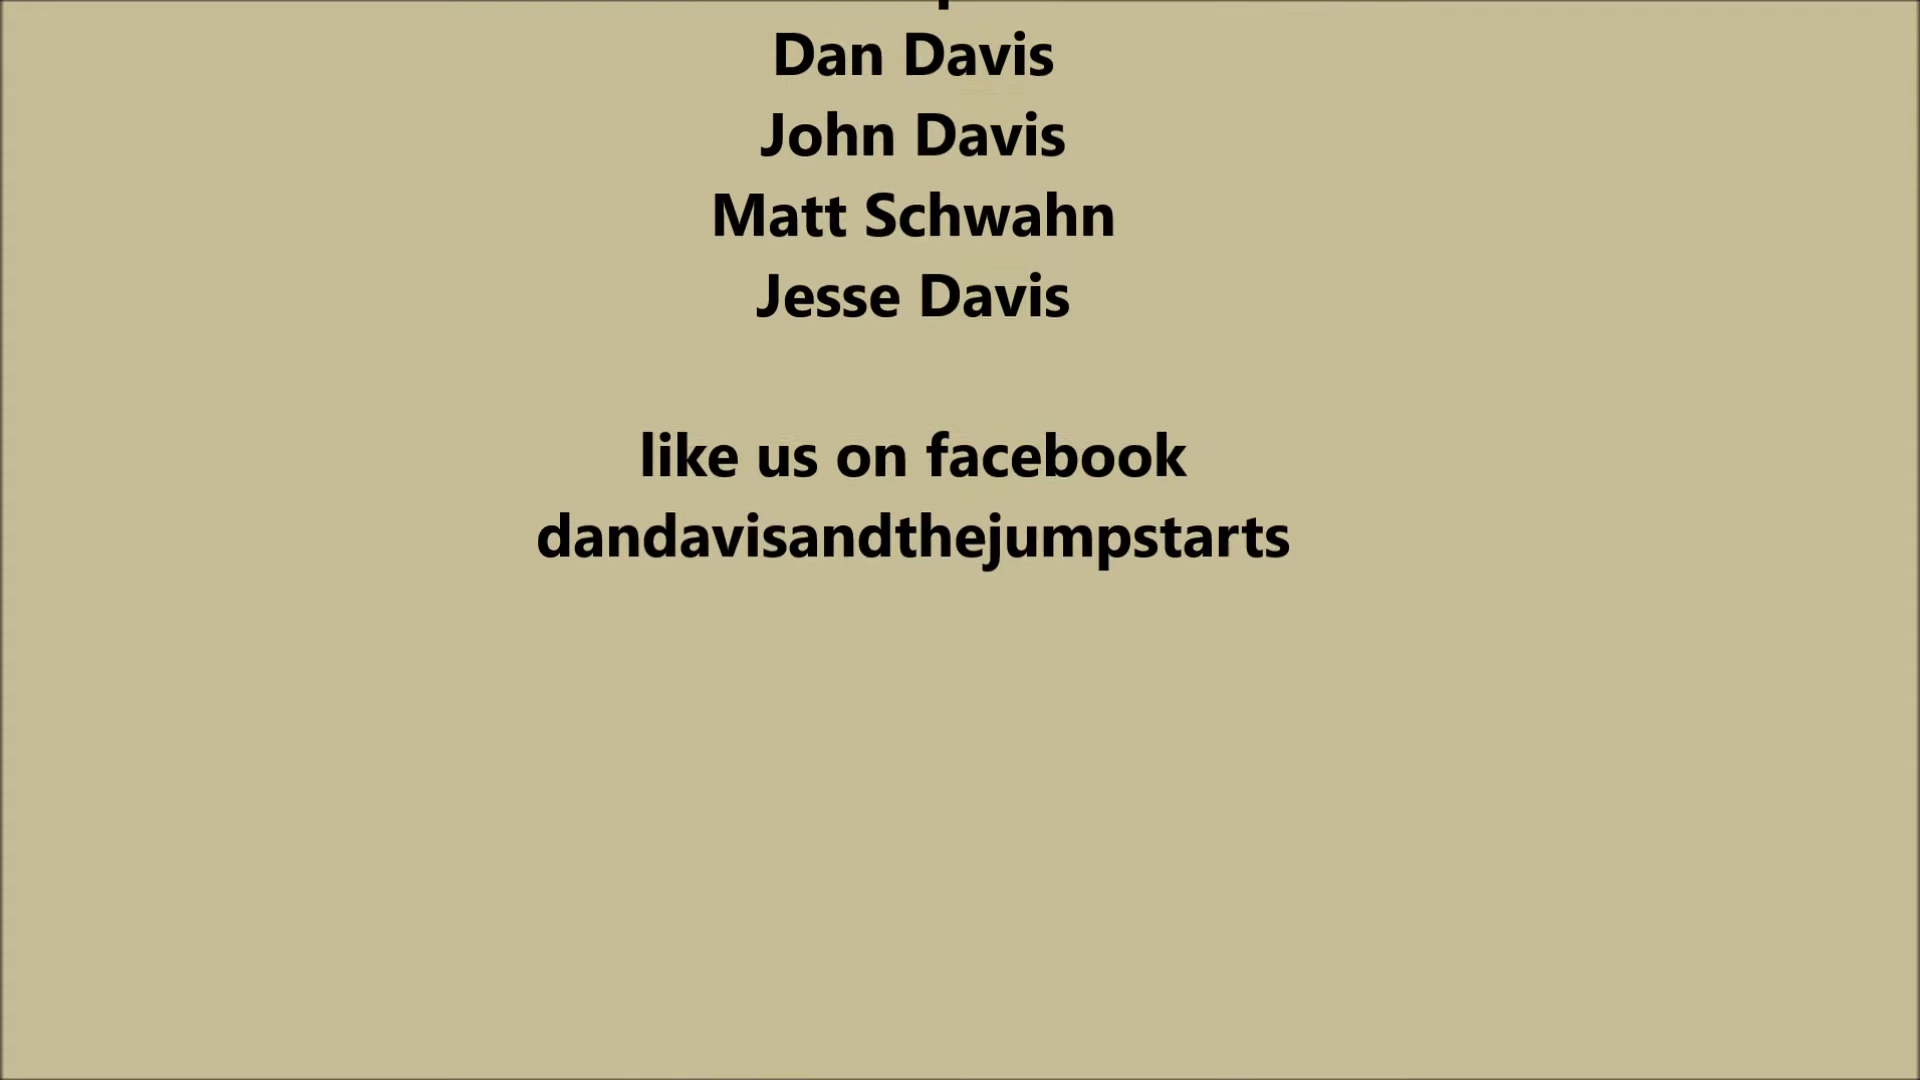 Dan Davis
John Davis
Matt Schwahn
Jesse Davis
like us on facebook
dandavisandthejumpstarts